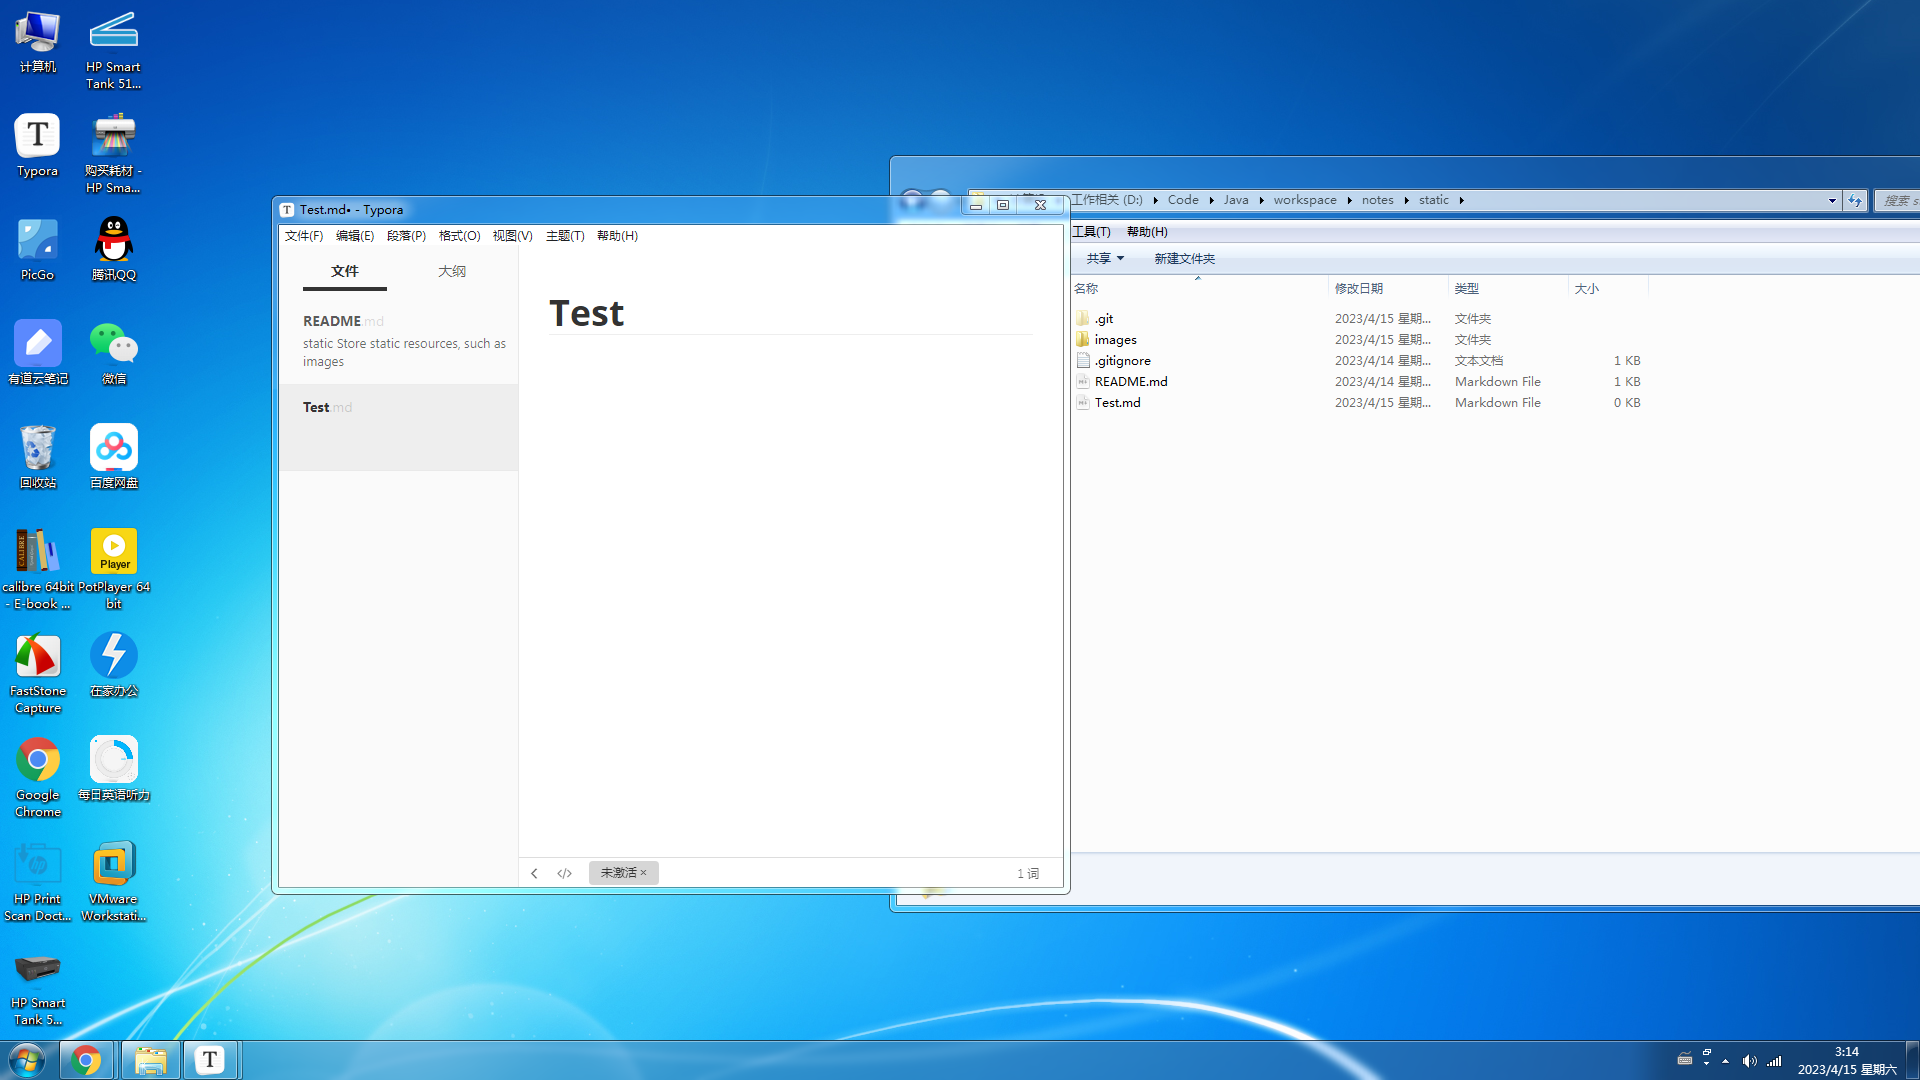 计算机
HP Smart
Tank 51...
Typora
购买耗材 -
HP Sma...
PicGo
腾讯QQ
有道云笔记
微信
回收站
百度网盘
calibre 64bit
- E-book ...
Player
PotPlayer 64
bit
FastStone
Capture
在家办公
Google
Chrome
每日英语听力
HP Print
Scan Doct...
VMware
Workstati...
HP Smart
Tank 5...
Test.md• - Typora
文件(F) 编辑(E) 段落(P) 格式(O) 视图(V) 主题(T) 帮助(H)
文件 大纲
README.md
static Store static resources, such as
images
Test.md
Test
未激活 ×
1 词
工作相关 (D:) Code Java workspace notes static
搜索 s
工具(T) 帮助(H)
共享 新建文件夹
名称 修改日期 类型 大小
.git 2023/4/15 星期... 文件夹
images 2023/4/15 星期... 文件夹
.gitignore 2023/4/14 星期... 文本文档 1 KB
README.md 2023/4/14 星期... Markdown File 1 KB
Test.md 2023/4/15 星期... Markdown File 0 KB
3:14
2023/4/15 星期六